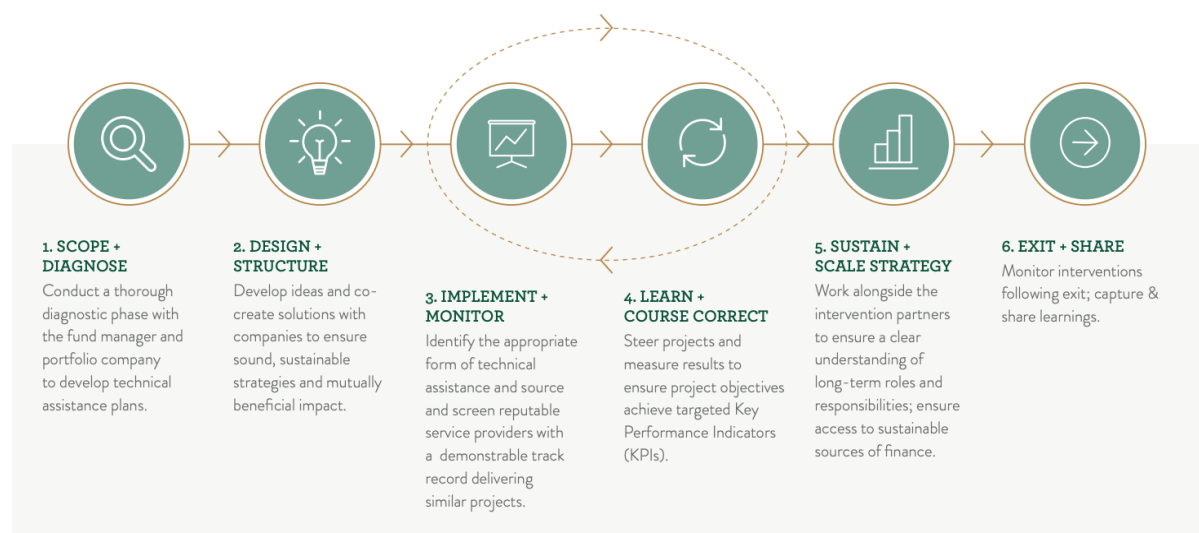 1. SCOPE +
DIAGNOSE
Conduct a thorough
diagnostic phase with
the fund manager and
portfolio company
to develop technical
assistance plans.
2. DESIGN +
STRUCTURE
Develop ideas and co-
create solutions with
companies to ensure
sound, sustainable
strategies and mutually
beneficial impact.
3. IMPLEMENT +
MONITOR
Identify the appropriate
form of technical
assistance and source
and screen reputable
service providers with
a demonstrable track
record delivering
similar projects.
4. LEARN +
COURSE CORRECT
Steer projects and
measure results to
ensure project objectives
achieve targeted Key
Performance Indicators
(KPIs).
5. SUSTAIN +
SCALE STRATEGY
Work alongside the
intervention partners
to ensure a clear
understanding of
long-term roles and
responsibilities; ensure
access to sustainable
sources of finance.
6. EXIT + SHARE
Monitor interventions
following exit; capture &
share learnings.